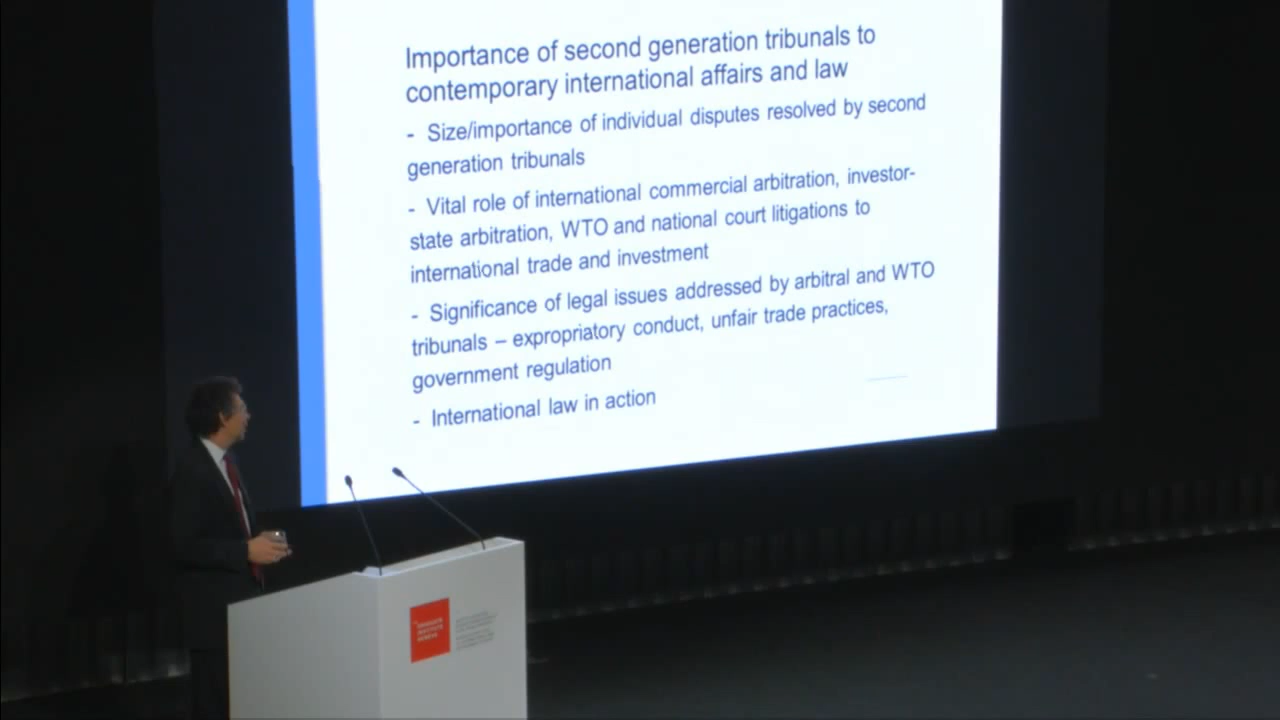 Importance of second generation tribunals to
contemporary international affairs and law
- Size/importance of individual disputes resolved by second
generation tribunals
- Vital role of international commercial arbitration, investor-
state arbitration, WTO and national court litigations to
international trade and investment
- Significance of legal issues addressed by arbitral and WTO
tribunals – expropriatory conduct, unfair trade practices,
government regulation
- International law in action
GRADUATE
INSTITUTE
GENEVA